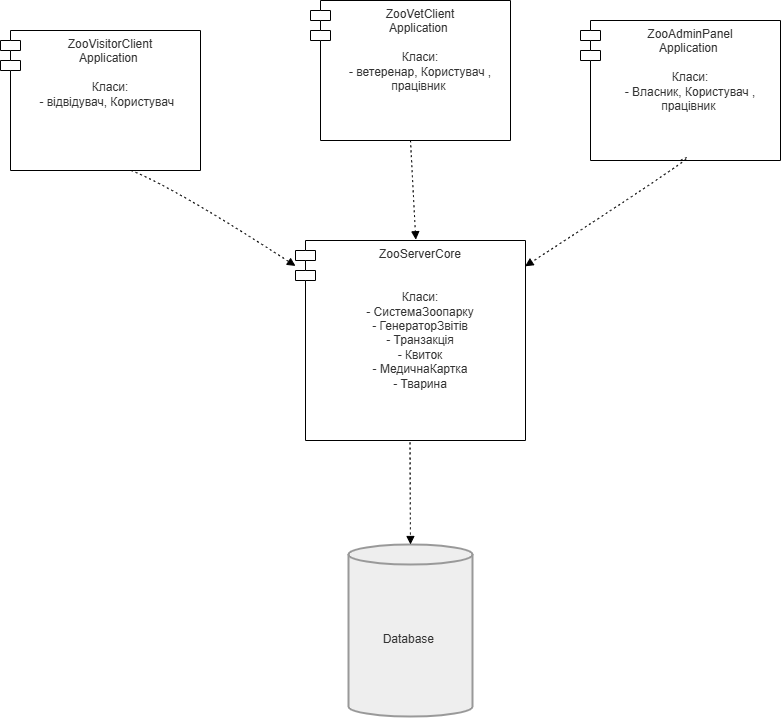 ZooVisitorClient
Application
Класи:
- відвідувач, Користувач
ZooVetClient
Application
Класи:
- ветеренар, Користувач ,
працівник
ZooAdminPanel
Application
Класи:
- Власник, Користувач ,
працівник
ZooServerCore
Класи:
- СистемаЗоопарку
- ГенераторЗвітів
- Транзакція
- Квиток
- МедичнаКартка
- Тварина
Database